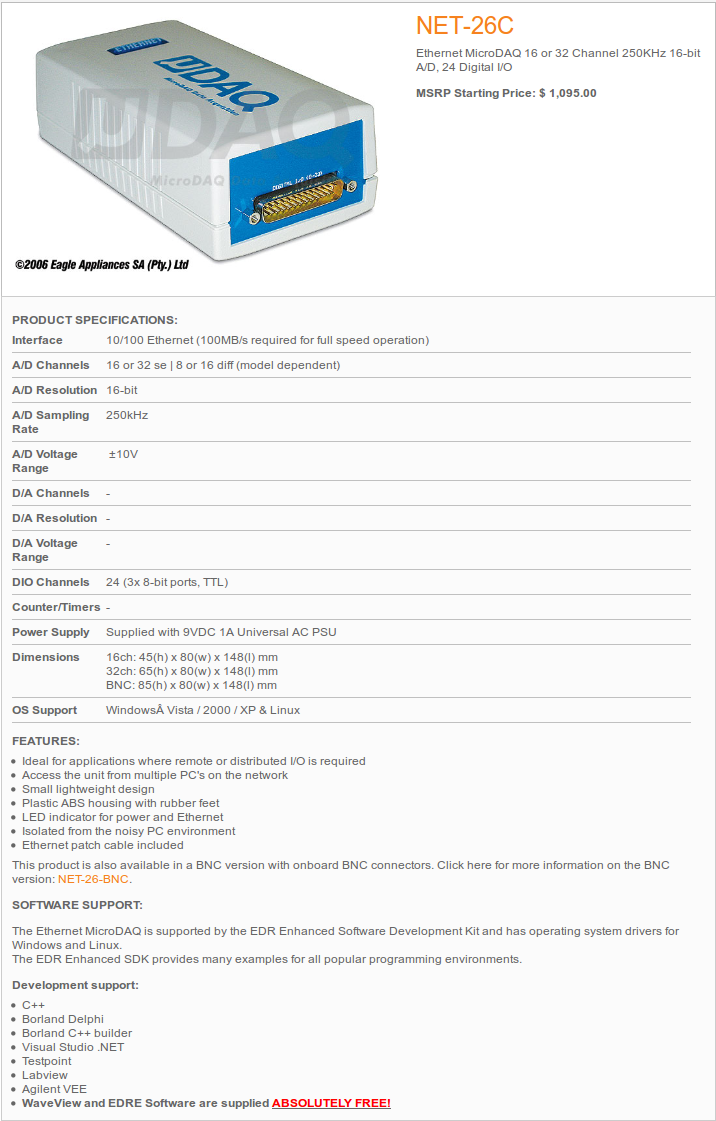 NET-26C
Ethernet MicroDAQ 16 or 32 Channel 250KHz 16-bit
A/D, 24 Digital I/O
MSRP Starting Price: $ 1,095.00
ETHERNET
µDAQ
MicroDAQ Data Acquisition
µDAQ
MicroDAQ
DIGITAL I/O (0-23)
©2006 Eagle Appliances SA (Pty.) Ltd
PRODUCT SPECIFICATIONS:
Interface 10/100 Ethernet (100MB/s required for full speed operation)
A/D Channels 16 or 32 se | 8 or 16 diff (model dependent)
A/D Resolution 16-bit
A/D Sampling 250kHz
Rate
A/D Voltage ±10V
Range
D/A Channels -
D/A Resolution -
D/A Voltage -
Range
DIO Channels 24 (3x 8-bit ports, TTL)
Counter/Timers -
Power Supply Supplied with 9VDC 1A Universal AC PSU
Dimensions 16ch: 45(h) x 80(w) x 148(l) mm
32ch: 65(h) x 80(w) x 148(l) mm
BNC: 85(h) x 80(w) x 148(l) mm
OS Support WindowsÂ Vista / 2000 / XP & Linux
FEATURES:
Ideal for applications where remote or distributed I/O is required
Access the unit from multiple PC's on the network
Small lightweight design
Plastic ABS housing with rubber feet
LED indicator for power and Ethernet
Isolated from the noisy PC environment
Ethernet patch cable included
This product is also available in a BNC version with onboard BNC connectors. Click here for more information on the BNC
version: NET-26-BNC.
SOFTWARE SUPPORT:
The Ethernet MicroDAQ is supported by the EDR Enhanced Software Development Kit and has operating system drivers for
Windows and Linux.
The EDR Enhanced SDK provides many examples for all popular programming environments.
Development support:
C++
Borland Delphi
Borland C++ builder
Visual Studio .NET
Testpoint
Labview
Agilent VEE
WaveView and EDRE Software are supplied ABSOLUTELY FREE!